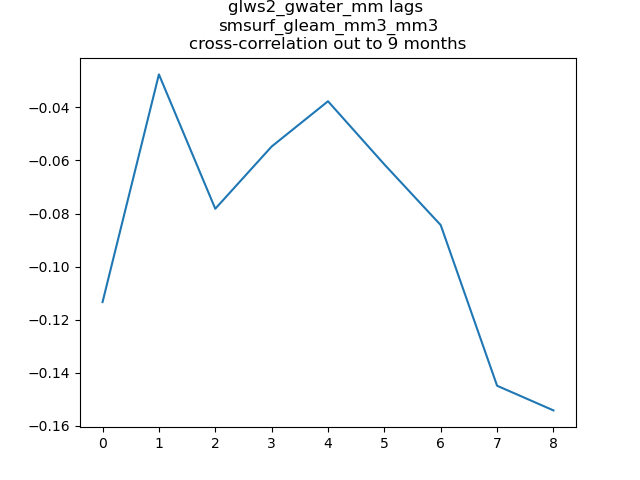 glws2_gwater_mm lags
smsurf_gleam_mm3_mm3
cross-correlation out to 9 months
−0.04
−0.06
−0.08
−0.10
−0.12
−0.14
−0.16
0 1 2 3 4 5 6 7 8